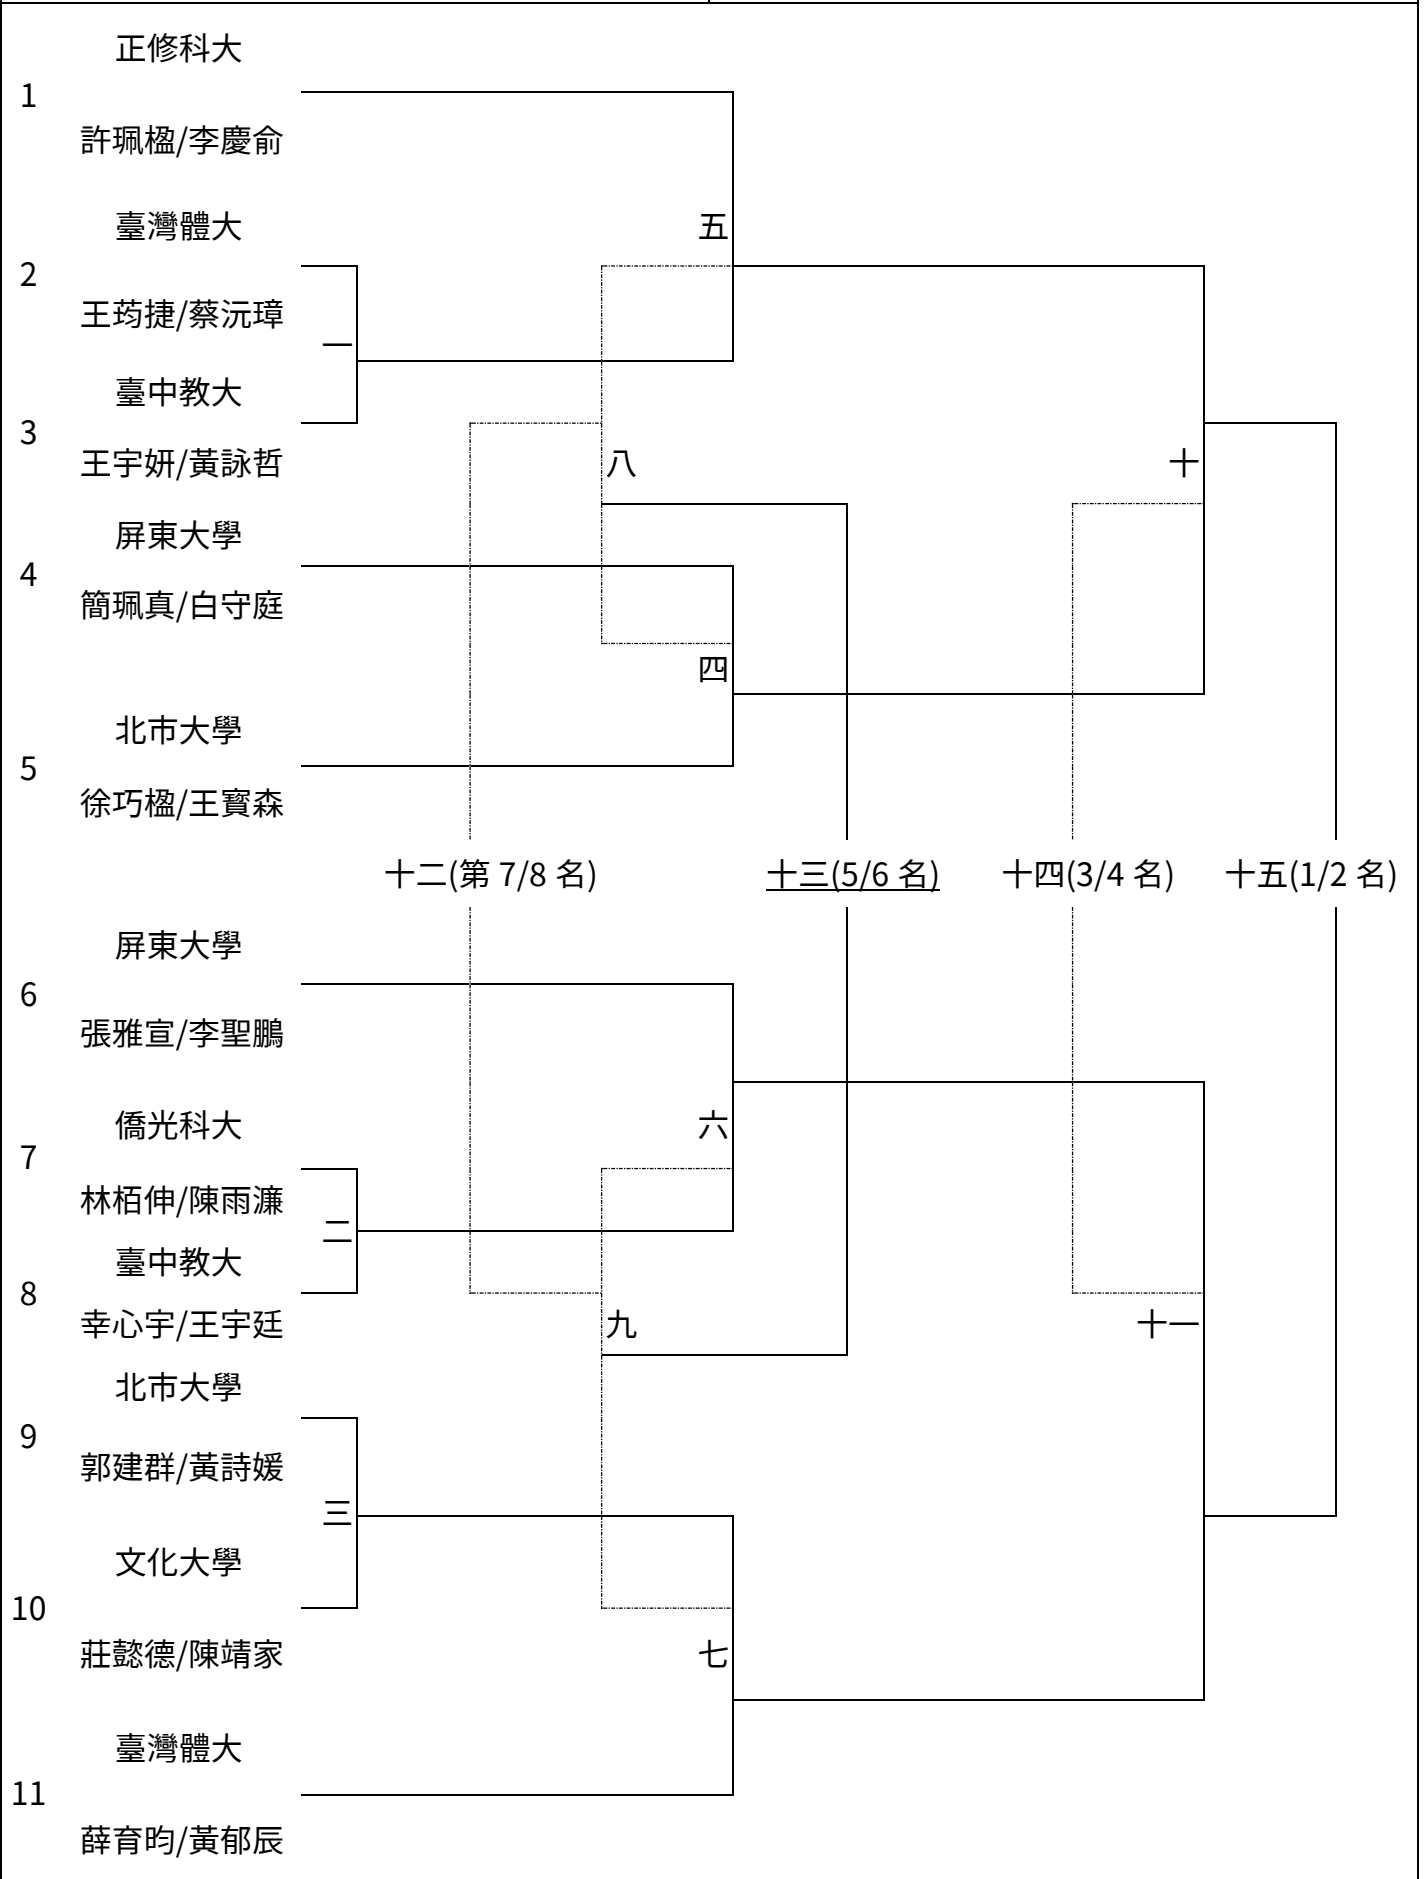 正修科大
1
許珮楹/李慶俞
臺灣體大
五
2
王荺捷/蔡沅璋
一
臺中教大
3
王宇妍/黃詠哲
八
十
屏東大學
4
簡珮真/白守庭
四
北市大學
5
徐巧楹/王寶森
十二(第 7/8 名)
十三(5/6 名)
十四(3/4 名)
十五(1/2 名)
屏東大學
6
張雅宣/李聖鵬
僑光科大
六
7
林栢伸/陳雨濂
二
臺中教大
8
幸心宇/王宇廷
九
十一
北市大學
9
郭建群/黃詩媛
三
文化大學
10
莊懿德/陳靖家
七
臺灣體大
11
薛育昀/黃郁辰